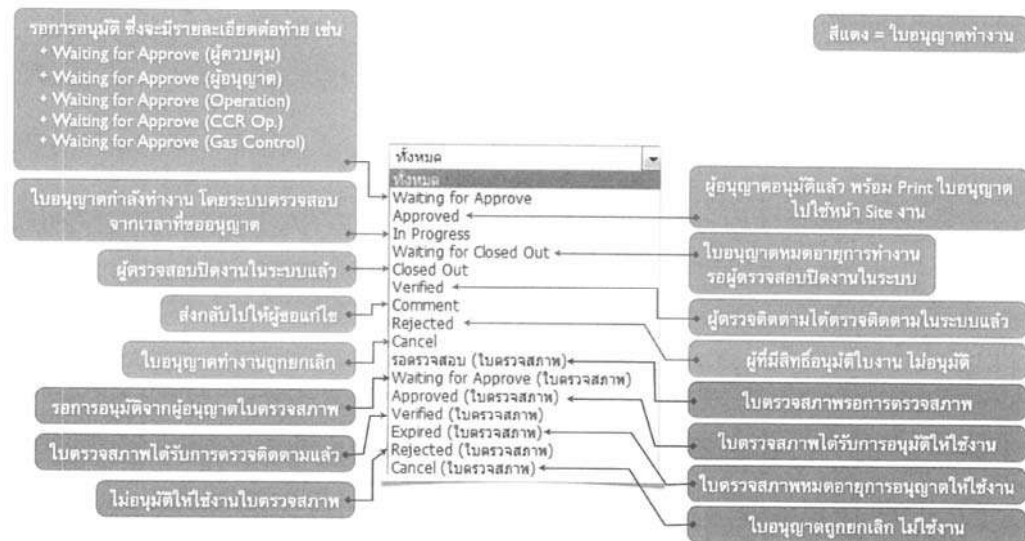 รอการอนุมัติ ซึ่งจะมีรายละเอียดต่อท้าย เช่น
+ Waiting for Approve (ผู้ควบคุม)
+ Waiting for Approve (ผู้อนุญาต)
+ Waiting for Approve (Operation)
+ Waiting for Approve (CCR Op.)
+ Waiting for Approve (Gas Control)
สีแดง = ใบอนุญาตทำงาน
ใบอนุญาตกำลังทำงาน โดยระบบตรวจสอบ
จากเวลาที่ขออนุญาต
ผู้ตรวจสอบปิดงานในระบบแล้ว
ส่งกลับไปให้ผู้ขอแก้ไข
ใบอนุญาตทำงานถูกยกเลิก
รอการอนุมัติจากผู้อนุญาตใบตรวจสภาพ
ใบตรวจสภาพได้รับการตรวจติดตามแล้ว
ไม่อนุมัติให้ใช้งานใบตรวจสภาพ
ทั้งหมด
ทั้งหมด
Waiting for Approve
Approved
In Progress
Waiting for Closed Out
Closed Out
Verified
Comment
Rejected
Cancel
รอตรวจสอบ (ใบตรวจสภาพ)
Waiting for Approve (ใบตรวจสภาพ)
Approved (ใบตรวจสภาพ)
Verified (ใบตรวจสภาพ)
Expired (ใบตรวจสภาพ)
Rejected (ใบตรวจสภาพ)
Cancel (ใบตรวจสภาพ)
ผู้อนุญาตอนุมัติแล้ว พร้อม Print ใบอนุญาต
ไปใช้หน้า Site งาน
ใบอนุญาตหมดอายุการทำงาน
รอผู้ตรวจสอบปิดงานในระบบ
ผู้ตรวจติดตามได้ตรวจติดตามในระบบแล้ว
ผู้ที่มีสิทธิ์อนุมัติใบงาน ไม่อนุมัติ
ใบตรวจสภาพรอการตรวจสภาพ
ใบตรวจสภาพได้รับการอนุมัติให้ใช้งาน
ใบตรวจสภาพหมดอายุการอนุญาตให้ใช้งาน
ใบอนุญาตถูกยกเลิก ไม่ใช้งาน